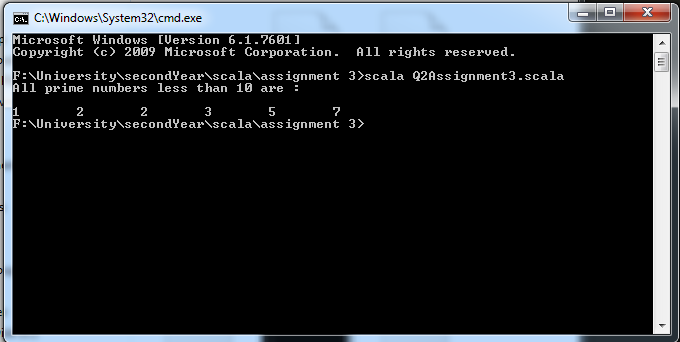 C:\Windows\System32\cmd.exe
Microsoft Windows [Version 6.1.7601]
Copyright (c) 2009 Microsoft Corporation.  All rights reserved.
F:\University\secondYear\scala\assignment 3>scala Q2Assignment3.scala
All prime numbers less than 10 are :
1       2       2       3       5       7
F:\University\secondYear\scala\assignment 3>